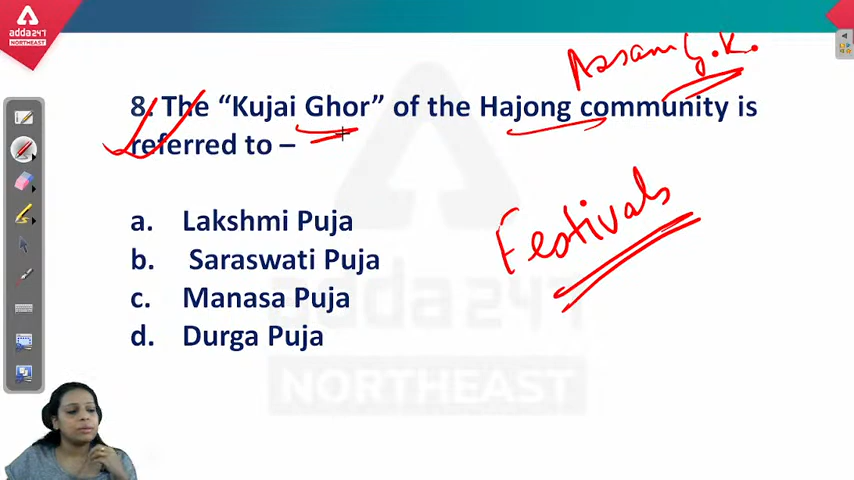 adda247
NORTHEAST
Assam G.K.
8. The “Kujai Ghor” of the Hajong community is
referred to –
Festivals
a. Lakshmi Puja
b. Saraswati Puja
c. Manasa Puja
d. Durga Puja
adda247
NORTHEAST